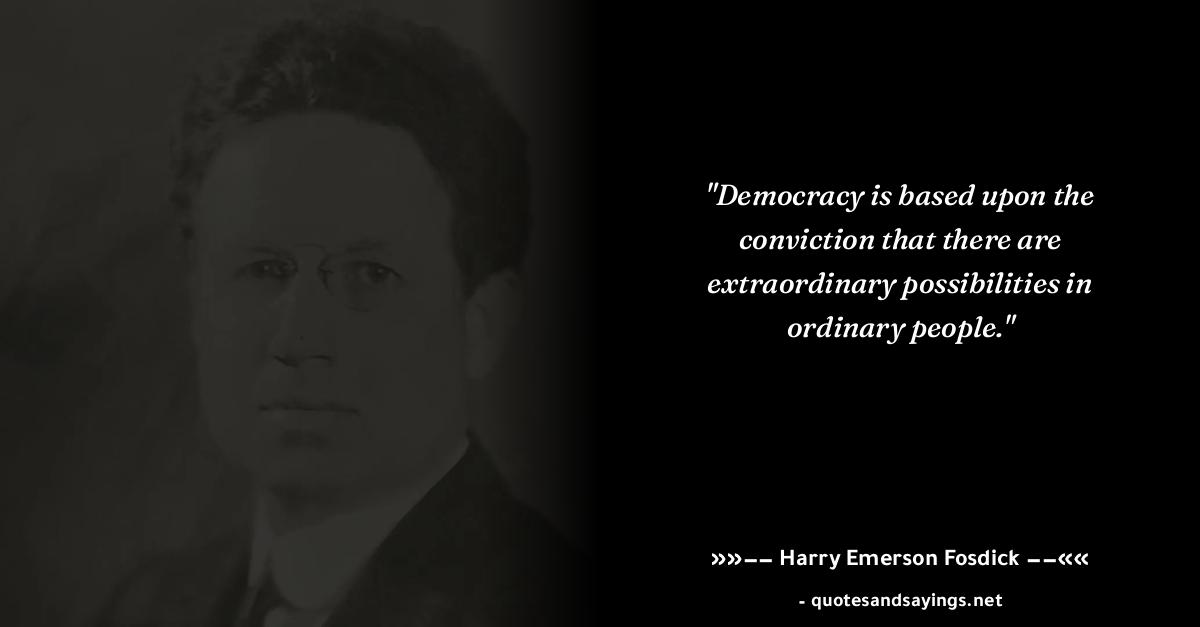 "Democracy is based upon the
conviction that there are
extraordinary possibilities in
ordinary people."
»»−− Harry Emerson Fosdick −−««
- quotesandsayings.net